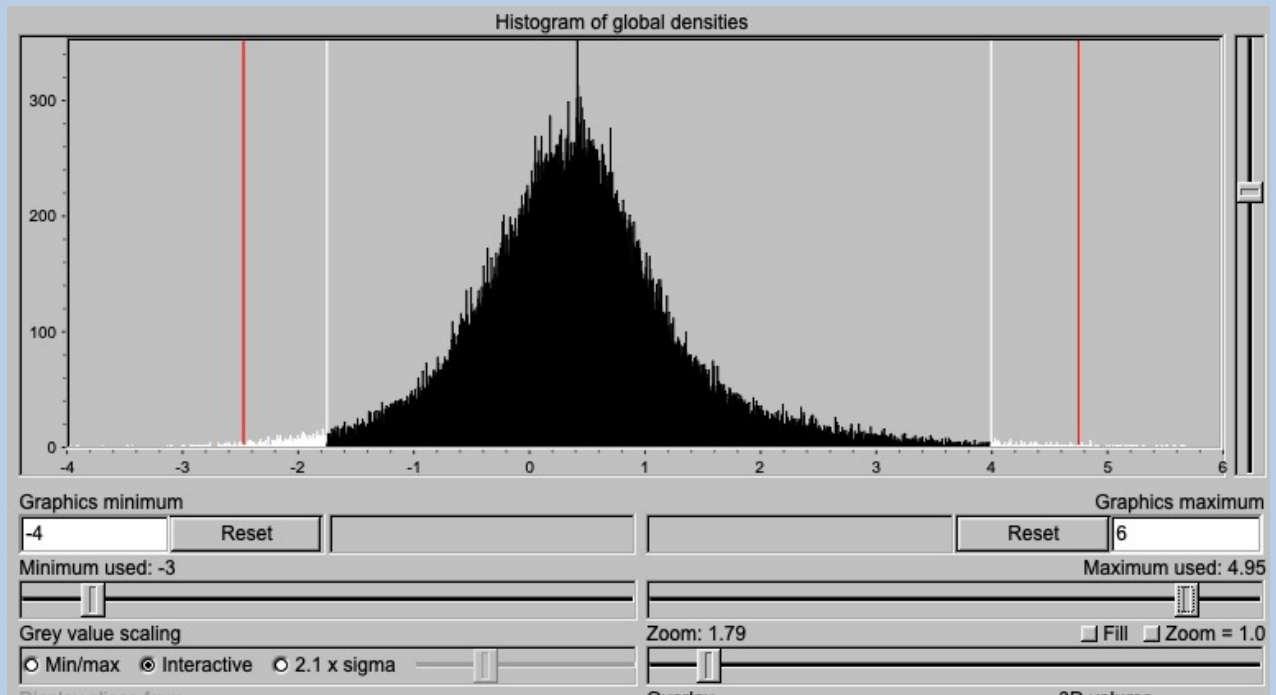 Histogram of global densities
300
200
100
0
-4 -3 -2 -1 0 1 2 3 4 5 6
Graphics minimum Graphics maximum
-4 Reset Reset 6
Minimum used: -3 Maximum used: 4.95
Grey value scaling Zoom: 1.79 Fill Zoom = 1.0
Min/max Interactive 2.1 x sigma